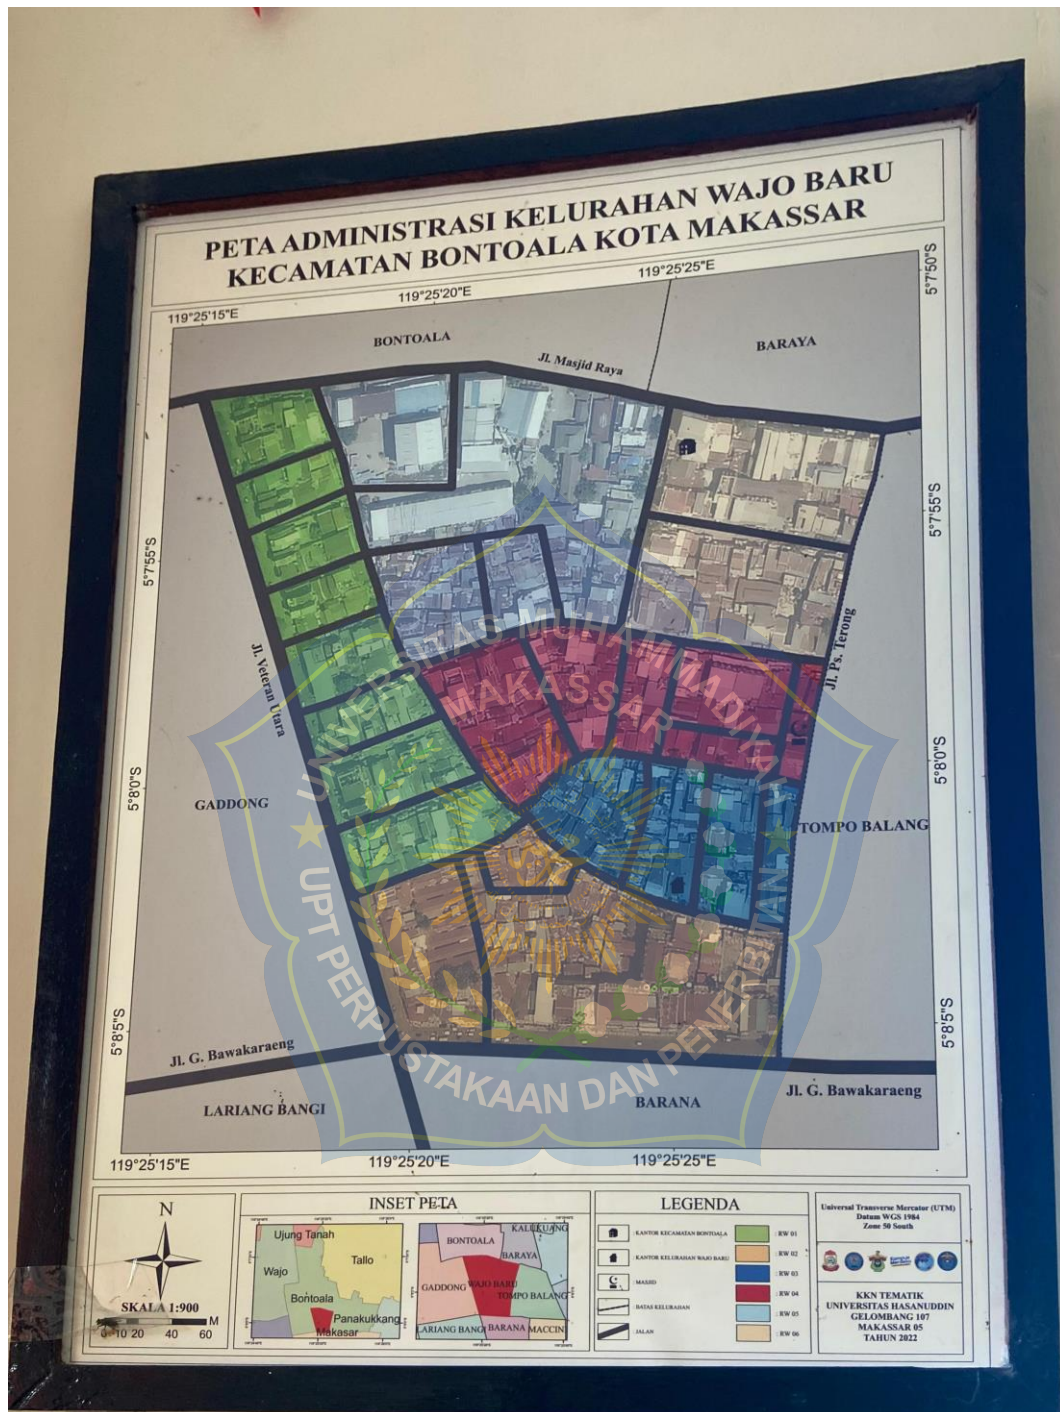 PETA ADMINISTRASI KELURAHAN WAJO BARU
KECAMATAN BONTOALA KOTA MAKASSAR
119°25'15"E
119°25'20"E
119°25'25"E
5°7'50"S
BONTOALA
BARAYA
Jl. Masjid Raya
5°7'55"S
5°7'55"S
Jl. Ps. Terong
Jl. Veteran Utara
UNIVERSITAS MUHAMMADIYAH
MAKASSAR
5°8'0"S
5°8'0"S
GADDONG
TOMPO BALANG
UPT PERPUSTAKAAN DAN PENERBITAN
5°8'5"S
5°8'5"S
Jl. G. Bawakaraeng
Jl. G. Bawakaraeng
LARIANG BANGI
BARANA
119°25'15"E
119°25'20"E
119°25'25"E
N
SKALA 1:900
0 10 20 40 60 M
INSET PETA
Ujung Tanah
Tallo
Wajo
Bontoala
Panakukkang
Makasar
BONTOALA
KALUKUANG
BARAYA
GADDONG
WAJO BARU
TOMPO BALANG
LARIANG BANGI
BARANA
MACCINI
LEGENDA
: KANTOR KECAMATAN BONTOALA
: KANTOR KELURAHAN WAJO BARU
: MASJID
: BATAS KELURAHAN
: JALAN
: RW 01
: RW 02
: RW 03
: RW 04
: RW 05
: RW 06
Universal Transverse Mercator (UTM)
Datum WGS 1984
Zone 50 South
KKN TEMATIK
UNIVERSITAS HASANUDDIN
GELOMBANG 107
MAKASSAR 05
TAHUN 2022